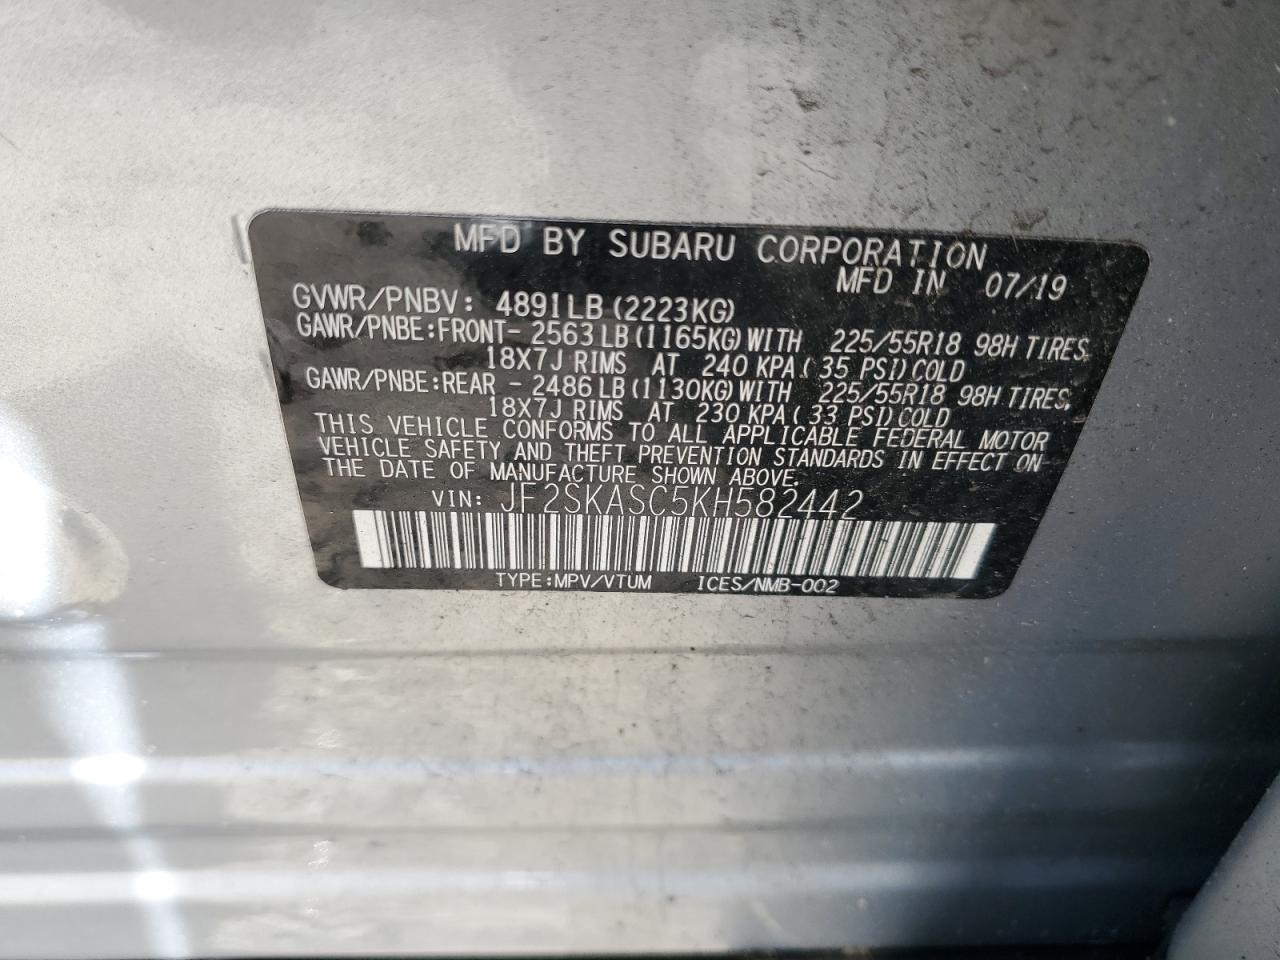 MFD BY SUBARU CORPORATION
MFD IN 07/19
GVWR/PNBV: 4891LB (2223KG)
GAWR/PNBE:FRONT- 2563 LB (1165KG) WITH 225/55R18 98H TIRES,
18X7J RIMS AT 240 KPA ( 35 PSI) COLD
GAWR/PNBE:REAR - 2486 LB (1130KG) WITH 225/55R18 98H TIRES,
18X7J RIMS AT 230 KPA ( 33 PSI) COLD
THIS VEHICLE CONFORMS TO ALL APPLICABLE FEDERAL MOTOR
VEHICLE SAFETY AND THEFT PREVENTION STANDARDS IN EFFECT ON
THE DATE OF MANUFACTURE SHOWN ABOVE.
VIN: JF2SKASC5KH582442
TYPE:MPV/VTUM ICES/NMB-002